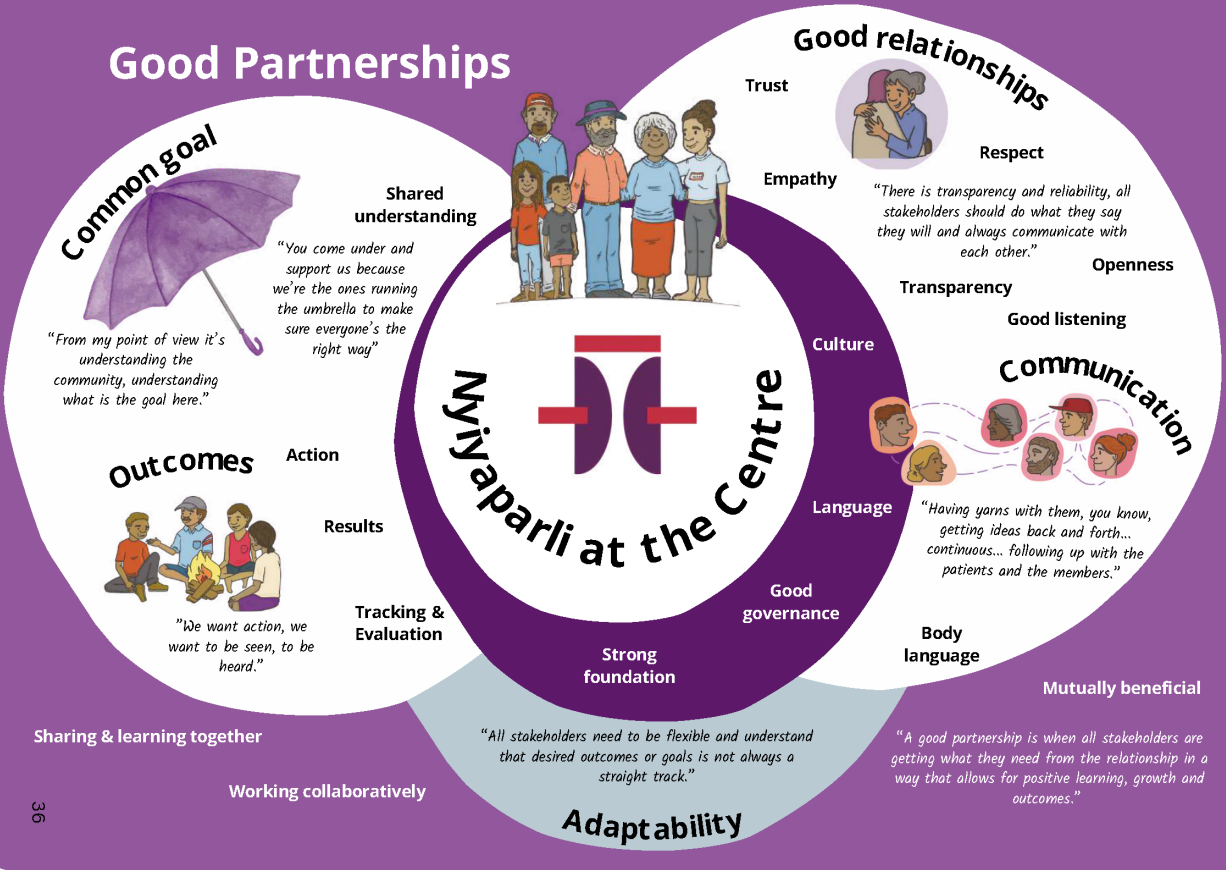 Good Partnerships
Common goal
Shared
understanding
“You come under and
support us because
we’re the ones running
the umbrella to make
sure everyone’s the
right way”
“From my point of view it’s
understanding the
community, understanding
what is the goal here.”
Outcomes
Action
Results
Tracking &
Evaluation
”We want action, we
want to be seen, to be
heard.”
Nyiyaparli at the Centre
Culture
Language
Good
governance
Strong
foundation
Good relationships
Trust
Respect
Empathy
“There is transparency and reliability, all
stakeholders should do what they say
they will and always communicate with
each other.”
Openness
Transparency
Good listening
Communication
“Having yarns with them, you know,
getting ideas back and forth...
continuous... following up with the
patients and the members.”
Body
language
“All stakeholders need to be flexible and understand
that desired outcomes or goals is not always a
straight track.”
Adaptability
Sharing & learning together
Working collaboratively
Mutually beneficial
“A good partnership is when all stakeholders are
getting what they need from the relationship in a
way that allows for positive learning, growth and
outcomes.”
36